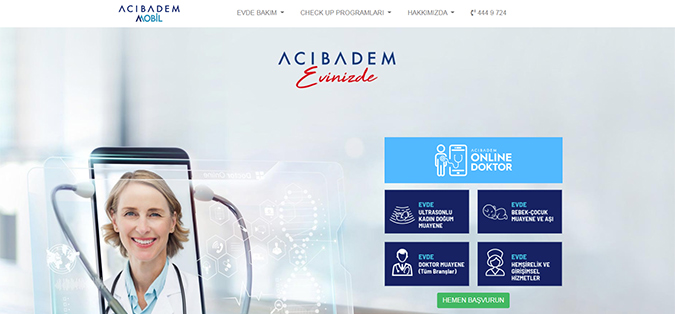 ACIBADEM
MOBİL
EVDE BAKIM
CHECK UP PROGRAMLARI
HAKKIMIZDA
444 9 724
ACIBADEM
Evinizde
ACIBADEM
ONLINE
DOKTOR
EVDE
ULTRASONLU
KADIN DOĞUM
MUAYENE
EVDE
BEBEK-ÇOCUK
MUAYENE VE AŞI
EVDE
DOKTOR MUAYENE
(Tüm Branşlar)
EVDE
HEMŞİRELİK VE
GİRİŞİMSEL
HİZMETLER
HEMEN BAŞVURUN